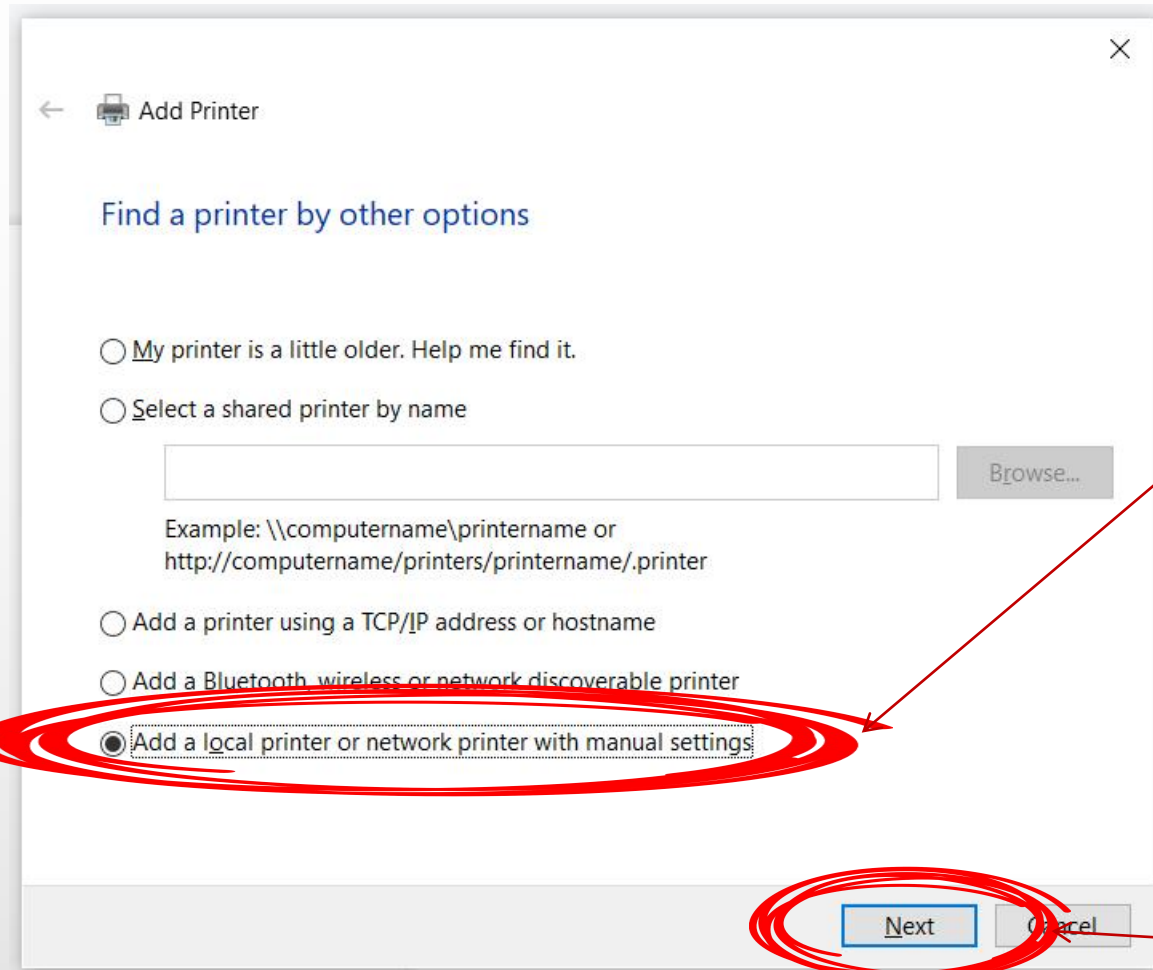 Add Printer
Find a printer by other options
My printer is a little older. Help me find it.
Select a shared printer by name
Browse...
Example: \\computername\printername or
http://computername/printers/printername/.printer
Add a printer using a TCP/IP address or hostname
Add a Bluetooth, wireless or network discoverable printer
Add a local printer or network printer with manual settings
Next Cancel